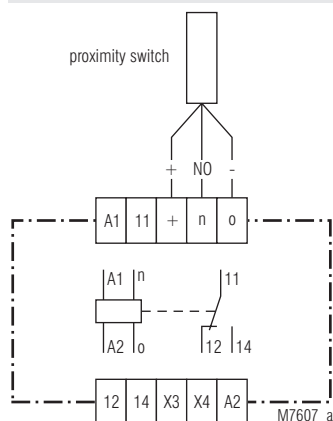 proximity switch
+ NO -
A1 11 + n o
A1 n 11
A2 o 12 14
12 14 X3 X4 A2
M7607_a